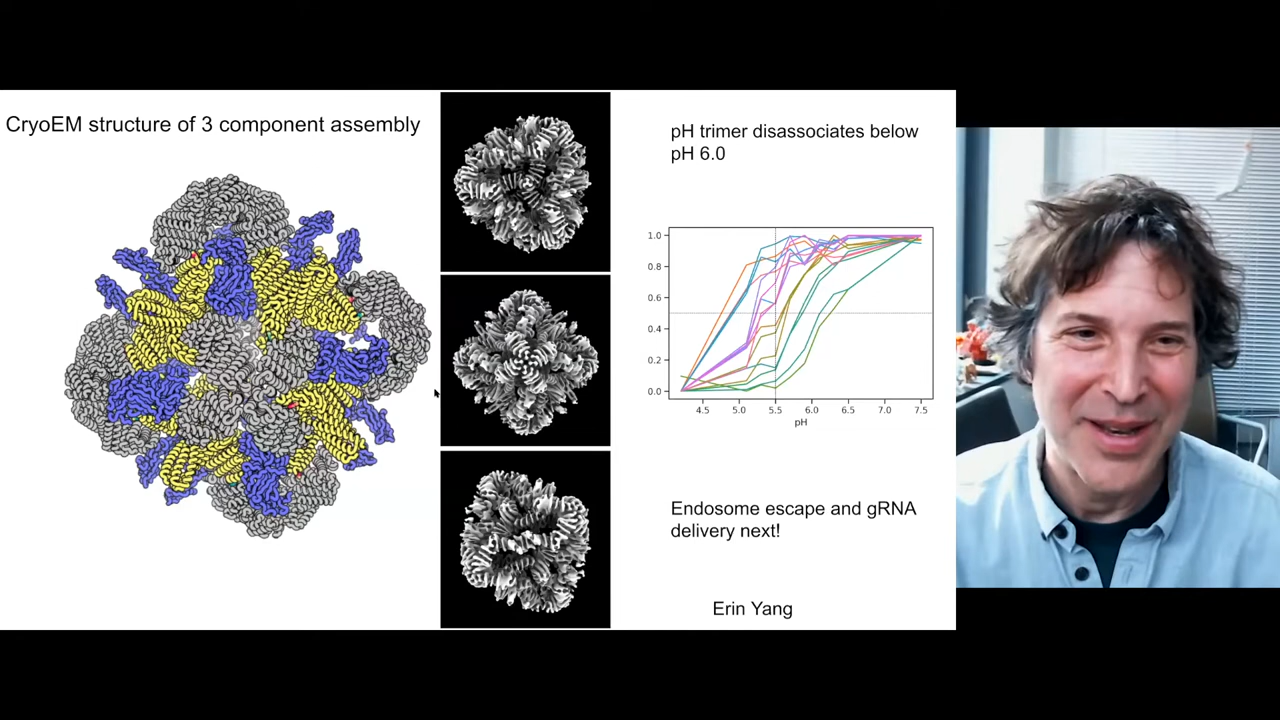 CryoEM structure of 3 component assembly
pH trimer disassociates below
pH 6.0
1.0
0.8
0.6
0.4
0.2
0.0
4.5 5.0 5.5 6.0 6.5 7.0 7.5
pH
Endosome escape and gRNA
delivery next!
Erin Yang